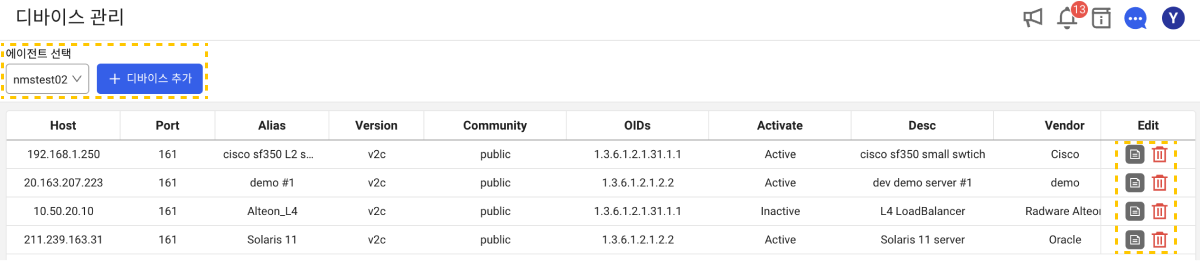 디바이스 관리
13
Y
에이전트 선택
nmstest02
+ 디바이스 추가
Host Port Alias Version Community OIDs Activate Desc Vendor Edit
192.168.1.250 161 cisco sf350 L2 s... v2c public 1.3.6.1.2.1.31.1.1 Active cisco sf350 small swtich Cisco
20.163.207.223 161 demo #1 v2c public 1.3.6.1.2.1.2.2 Active dev demo server #1 demo
10.50.20.10 161 Alteon_L4 v2c public 1.3.6.1.2.1.31.1.1 Inactive L4 LoadBalancer Radware Alteo
211.239.163.31 161 Solaris 11 v2c public 1.3.6.1.2.1.2.2 Active Solaris 11 server Oracle